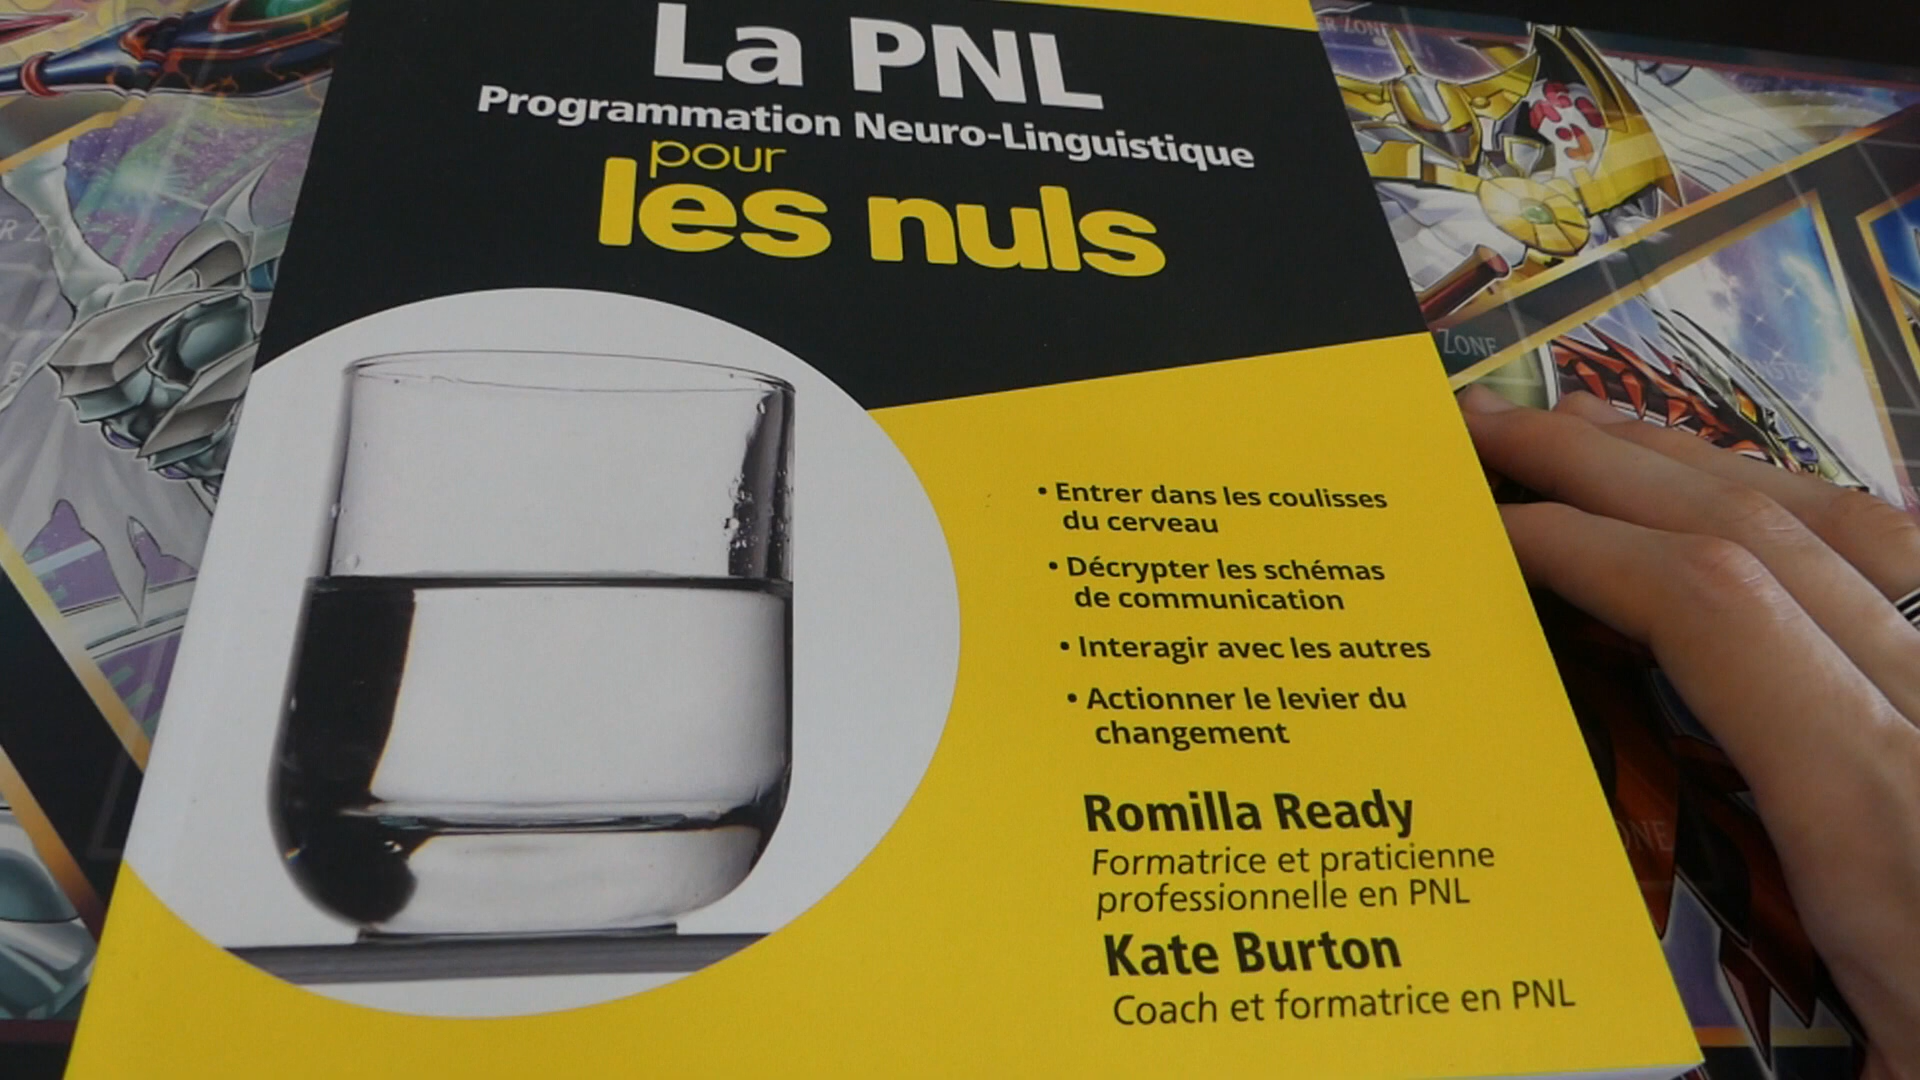 La PNL
Programmation Neuro-Linguistique
pour
les nuls
• Entrer dans les coulisses
du cerveau
• Décrypter les schémas
de communication
• Interagir avec les autres
• Actionner le levier du
changement
Romilla Ready
Formatrice et praticienne
professionnelle en PNL
Kate Burton
Coach et formatrice en PNL
ZONE
ZONE